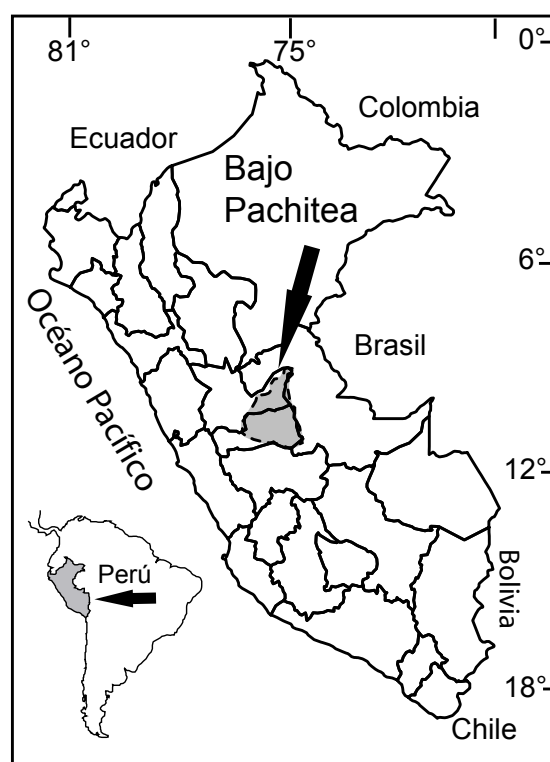 81°
75°
0°
Colombia
Ecuador
Bajo
Pachitea
6°
Océano Pacífico
Brasil
12°
Perú
Bolivia
18°
Chile